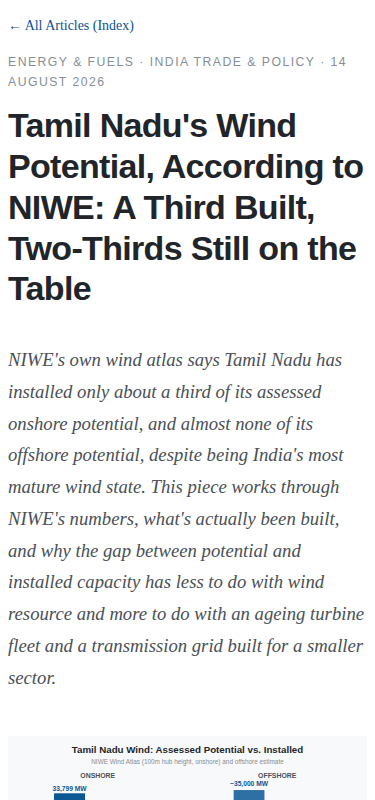 ← All Articles (Index)
ENERGY & FUELS · INDIA TRADE & POLICY · 14
AUGUST 2026
Tamil Nadu's Wind
Potential, According to
NIWE: A Third Built,
Two-Thirds Still on the
Table
NIWE's own wind atlas says Tamil Nadu has
installed only about a third of its assessed
onshore potential, and almost none of its
offshore potential, despite being India's most
mature wind state. This piece works through
NIWE's numbers, what's actually been built,
and why the gap between potential and
installed capacity has less to do with wind
resource and more to do with an ageing turbine
fleet and a transmission grid built for a smaller
sector.
Tamil Nadu Wind: Assessed Potential vs. Installed
NIWE Wind Atlas (100m hub height, onshore) and offshore estimate
ONSHORE
OFFSHORE
~35,000 MW
33,799 MW